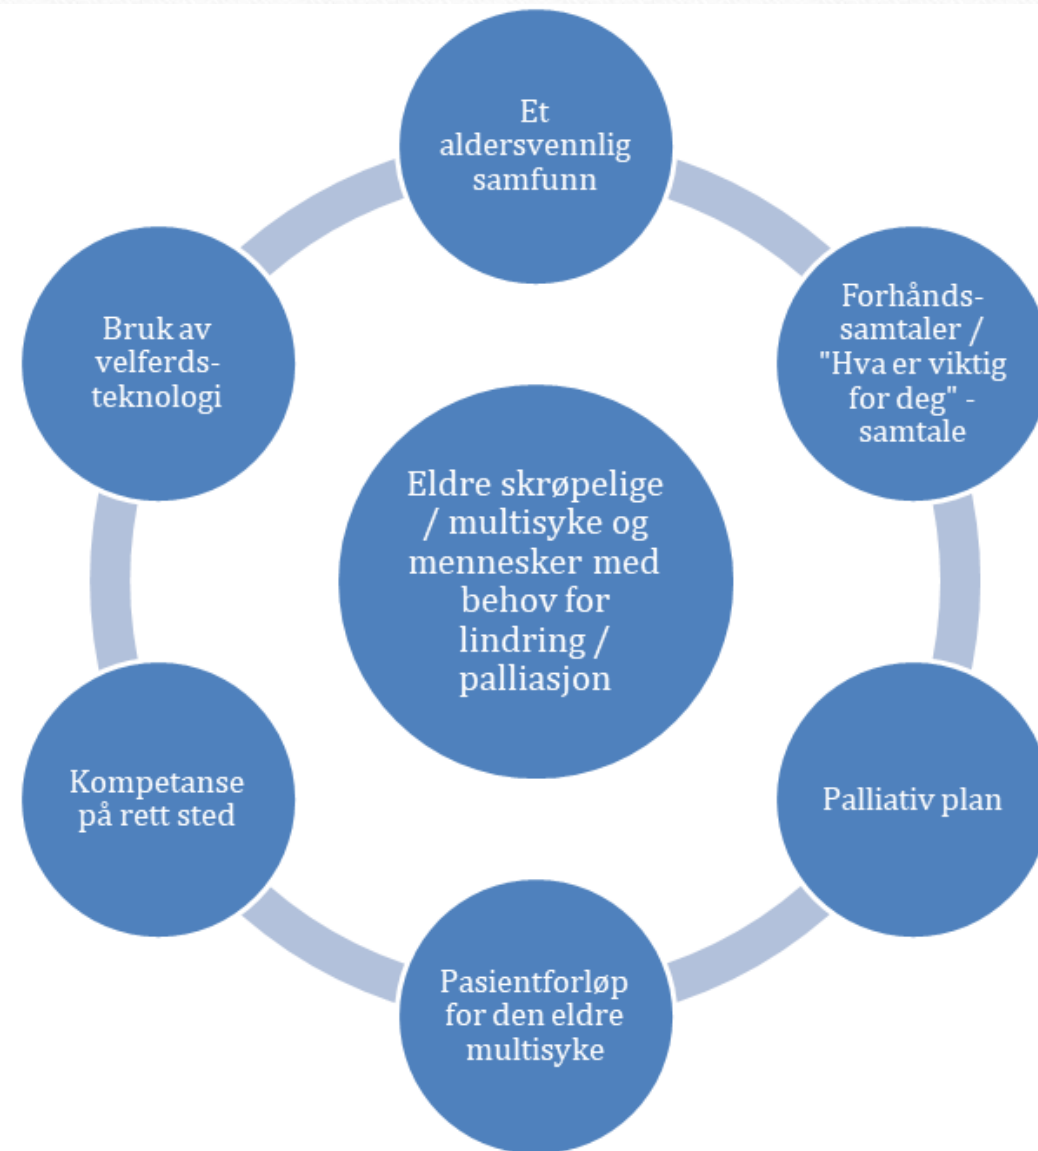 Et
aldersvennlig
samfunn
Forhånds-
samtaler /
"Hva er viktig
for deg" -
samtale
Palliativ plan
Pasientforløp
for den eldre
multisyke
Kompetanse
på rett sted
Bruk av
velferds-
teknologi
Eldre skrøpelige
/ multisyke og
mennesker med
behov for
lindring /
palliasjon